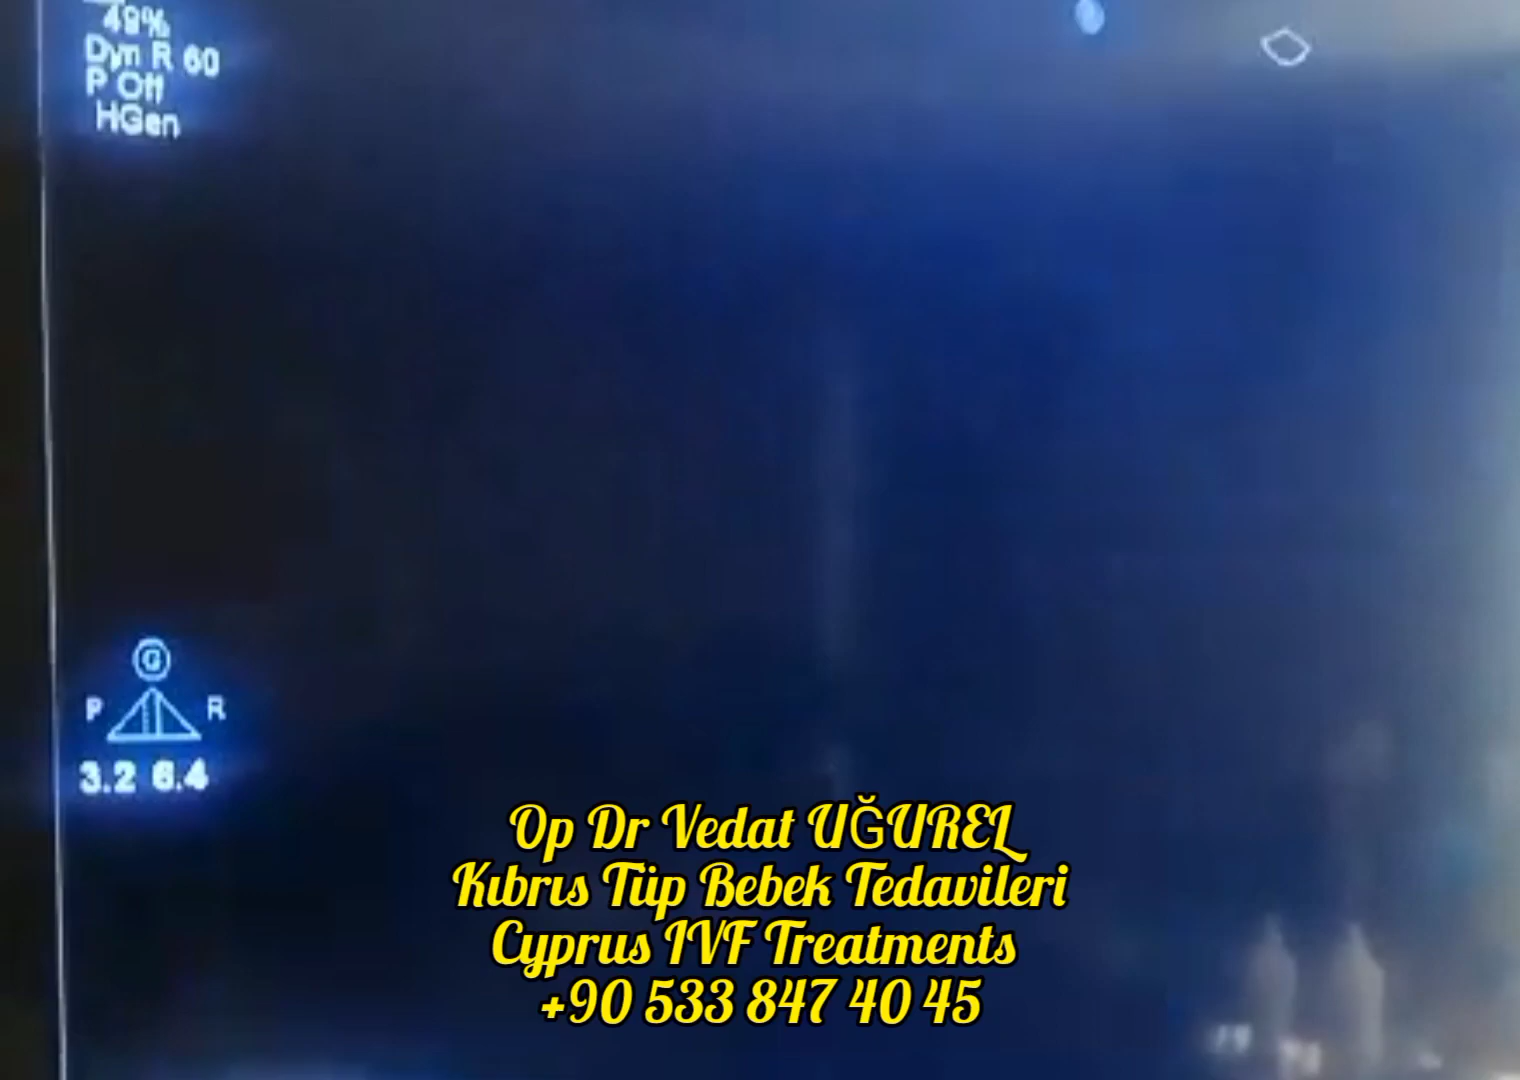 49%
Dyn R 60
P Off
HGen
G
P R
3.2 6.4
Op Dr Vedat UĞUREL
Kıbrıs Tüp Bebek Tedavileri
Cyprus IVF Treatments
+90 533 847 40 45